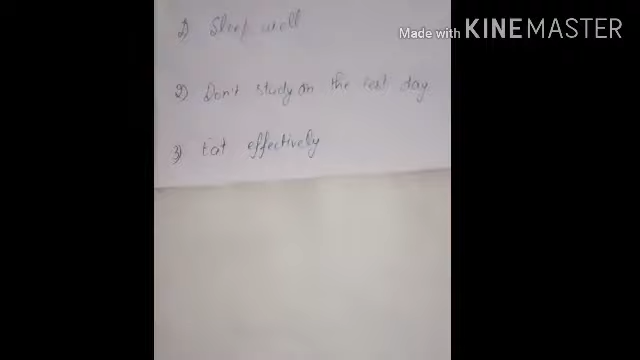 1) Sleep well
Made with KINEMASTER
2) Don't study on the last day
3) Eat effectively